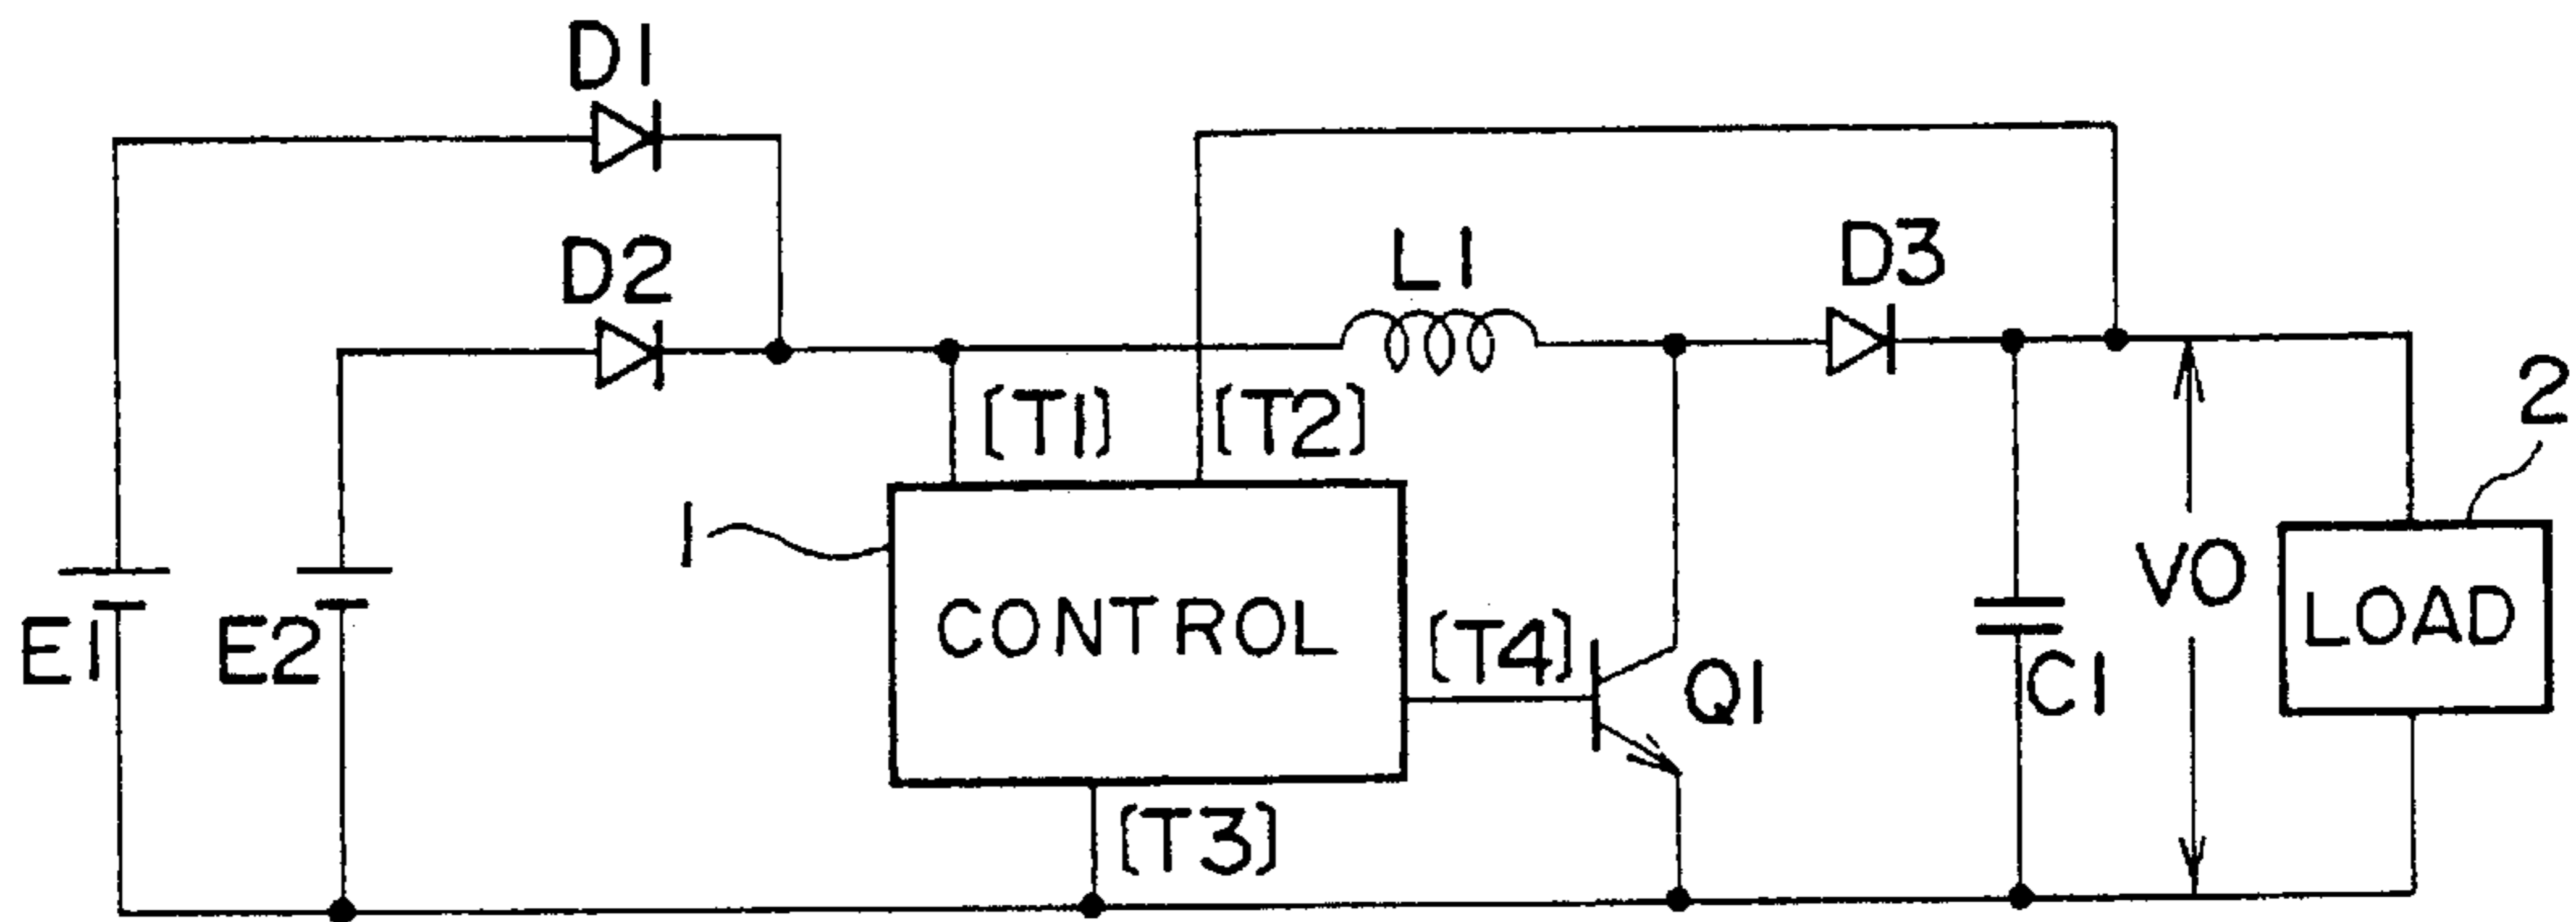 D1
D2
L1
D3
[T1]
[T2]
2
1
E1
E2
CONTROL
[T4]
Q1
C1
VO
LOAD
[T3]